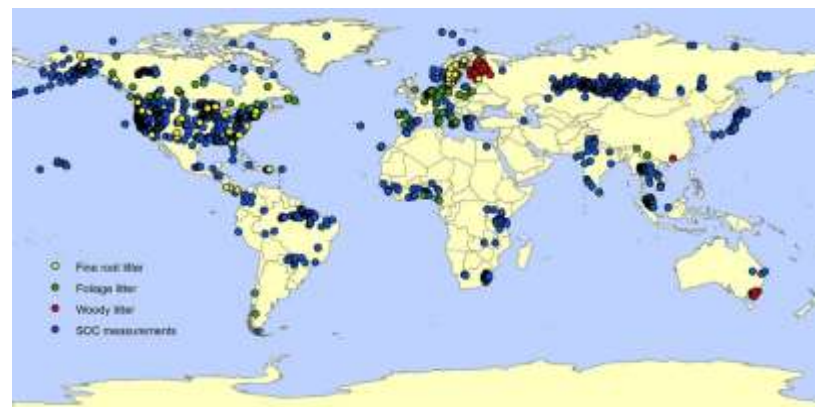 Fine root litter
Foliage litter
Woody litter
SOC measurements